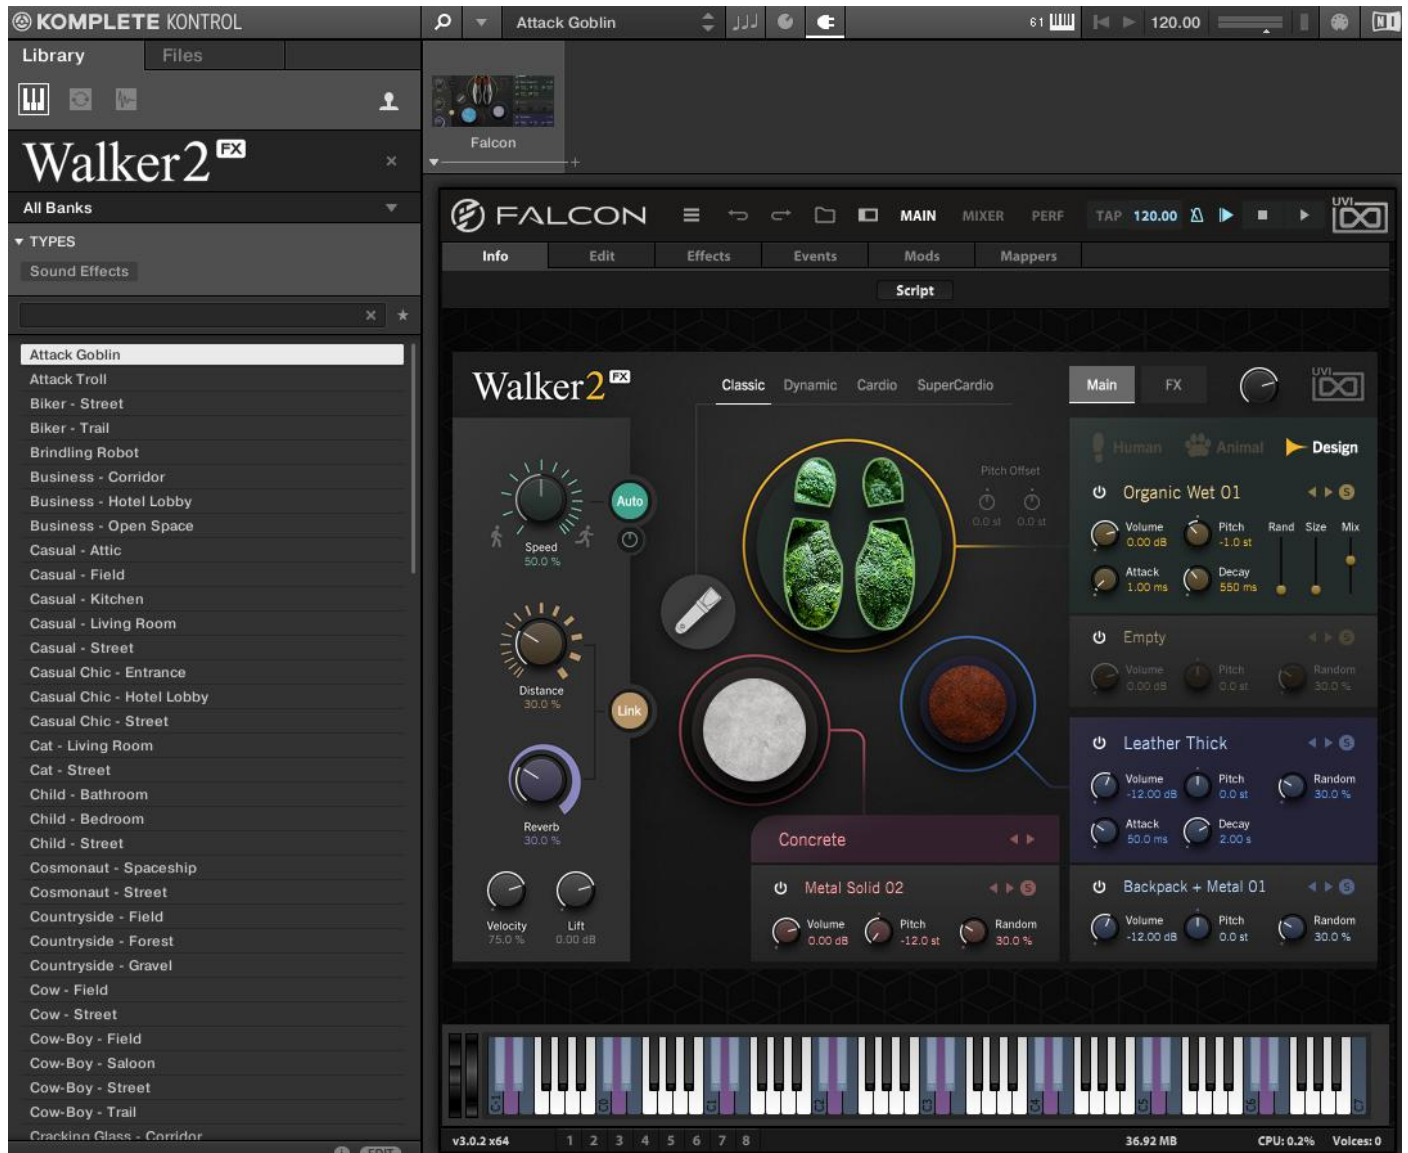 KOMPLETE KONTROL
Attack Goblin
61
120.00
Library Files
Walker2 FX
All Banks
TYPES
Sound Effects
Attack Goblin
Attack Troll
Biker - Street
Biker - Trail
Brindling Robot
Business - Corridor
Business - Hotel Lobby
Business - Open Space
Casual - Attic
Casual - Field
Casual - Kitchen
Casual - Living Room
Casual - Street
Casual Chic - Entrance
Casual Chic - Hotel Lobby
Casual Chic - Street
Cat - Living Room
Cat - Street
Child - Bathroom
Child - Bedroom
Child - Street
Cosmonaut - Spaceship
Cosmonaut - Street
Countryside - Field
Countryside - Forest
Countryside - Gravel
Cow - Field
Cow - Street
Cow-Boy - Field
Cow-Boy - Saloon
Cow-Boy - Street
Cow-Boy - Trail
Cracking Glass - Corridor
EDIT
Falcon
FALCON MAIN MIXER PERF TAP 120.00 UVI
Info Edit Effects Events Mods Mappers
Script
Walker2 FX
Classic Dynamic Cardio SuperCardio
Main FX
UVI
Speed
50.0 %
Auto
Distance
30.0 %
Link
Reverb
30.0 %
Velocity
75.0 %
Lift
0.00 dB
Pitch Offset
0.0 st 0.0 st
Human Animal Design
Organic Wet 01 S
Volume
0.00 dB
Pitch
-1.0 st
Rand Size Mix
Attack
1.00 ms
Decay
550 ms
Empty S
Volume
0.00 dB
Pitch
0.0 st
Random
30.0 %
Leather Thick S
Volume
-12.00 dB
Pitch
0.0 st
Random
30.0 %
Attack
50.0 ms
Decay
2.00 s
Concrete
Metal Solid 02 S
Volume
0.00 dB
Pitch
-12.0 st
Random
30.0 %
Backpack + Metal 01 S
Volume
-12.00 dB
Pitch
0.0 st
Random
30.0 %
C-1 C0 C1 C2 C3 C4 C5 C6 C7
v3.0.2 x64 1 2 3 4 5 6 7 8 36.92 MB CPU: 0.2% Voices: 0